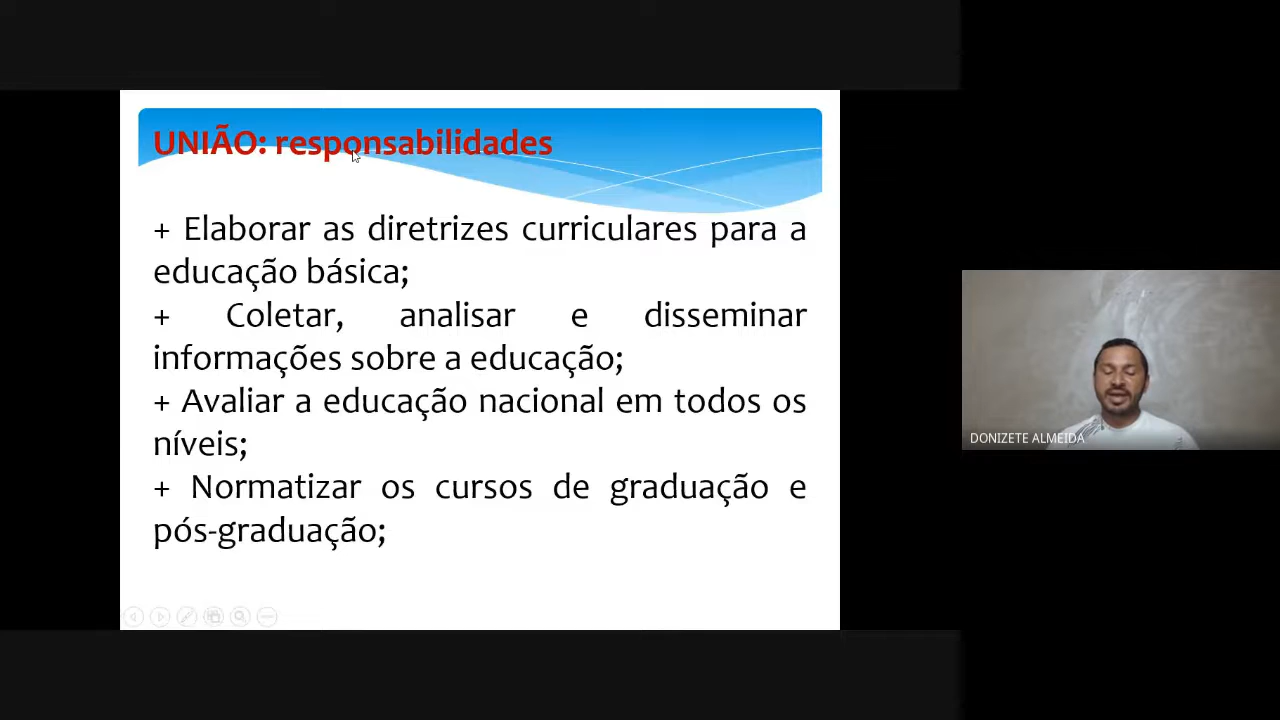 UNIÃO: responsabilidades
+ Elaborar as diretrizes curriculares para a
educação básica;
+ Coletar, analisar e disseminar
informações sobre a educação;
+ Avaliar a educação nacional em todos os
níveis;
+ Normatizar os cursos de graduação e
pós-graduação;
DONIZETE ALMEIDA